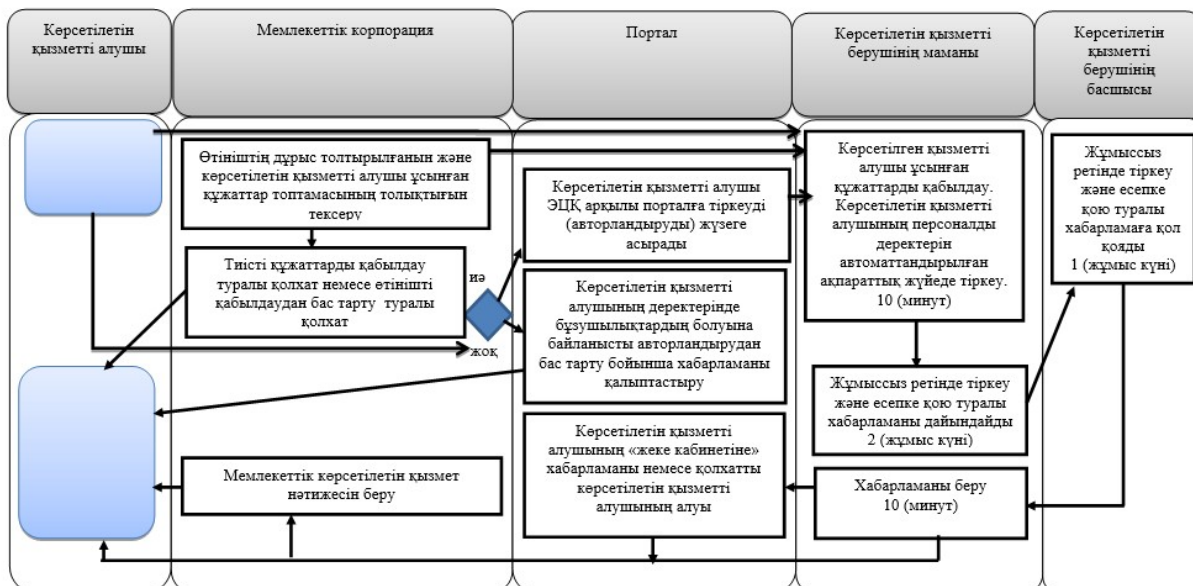 Көрсетілетін
қызметті алушы
Мемлекеттік корпорация
Портал
Көрсетілетін қызметті
берушінің маманы
Көрсетілетін
қызметті
берушінің
басшысы
Өтініштің дұрыс толтырылғанын және
көрсетілетін қызметті алушы ұсынған
құжаттар топтамасының толықтығын
тексеру
Тиісті құжаттарды қабылдау
туралы қолхат немесе өтінішті
қабылдаудан бас тарту туралы
қолхат
иә
жоқ
Мемлекеттік көрсетілетін қызмет
нәтижесін беру
Көрсетілетін қызметті алушы
ЭЦҚ арқылы порталға тіркеуді
(авторландыруды) жүзеге
асырады
Көрсетілетін қызметті
алушының деректерінде
бұзушылықтардың болуына
байланысты авторландырудан
бас тарту бойынша хабарламаны
қалыптастыру
Көрсетілетін қызметті
алушының «жеке кабинетіне»
хабарламаны немесе қолхатты
көрсетілетін қызметті
алушының алуы
Көрсетілген қызметті
алушы ұсынған
құжаттарды қабылдау.
Көрсетілетін қызметті
алушының персоналды
деректерін
автоматтандырылған
ақпараттық жүйеде тіркеу.
10 (минут)
Жұмыссыз ретінде тіркеу
және есепке қою туралы
хабарламаны дайындайды
2 (жұмыс күні)
Хабарламаны беру
10 (минут)
Жұмыссыз
ретінде тіркеу
және есепке
қою туралы
хабарламаға қол
қояды
1 (жұмыс күні)